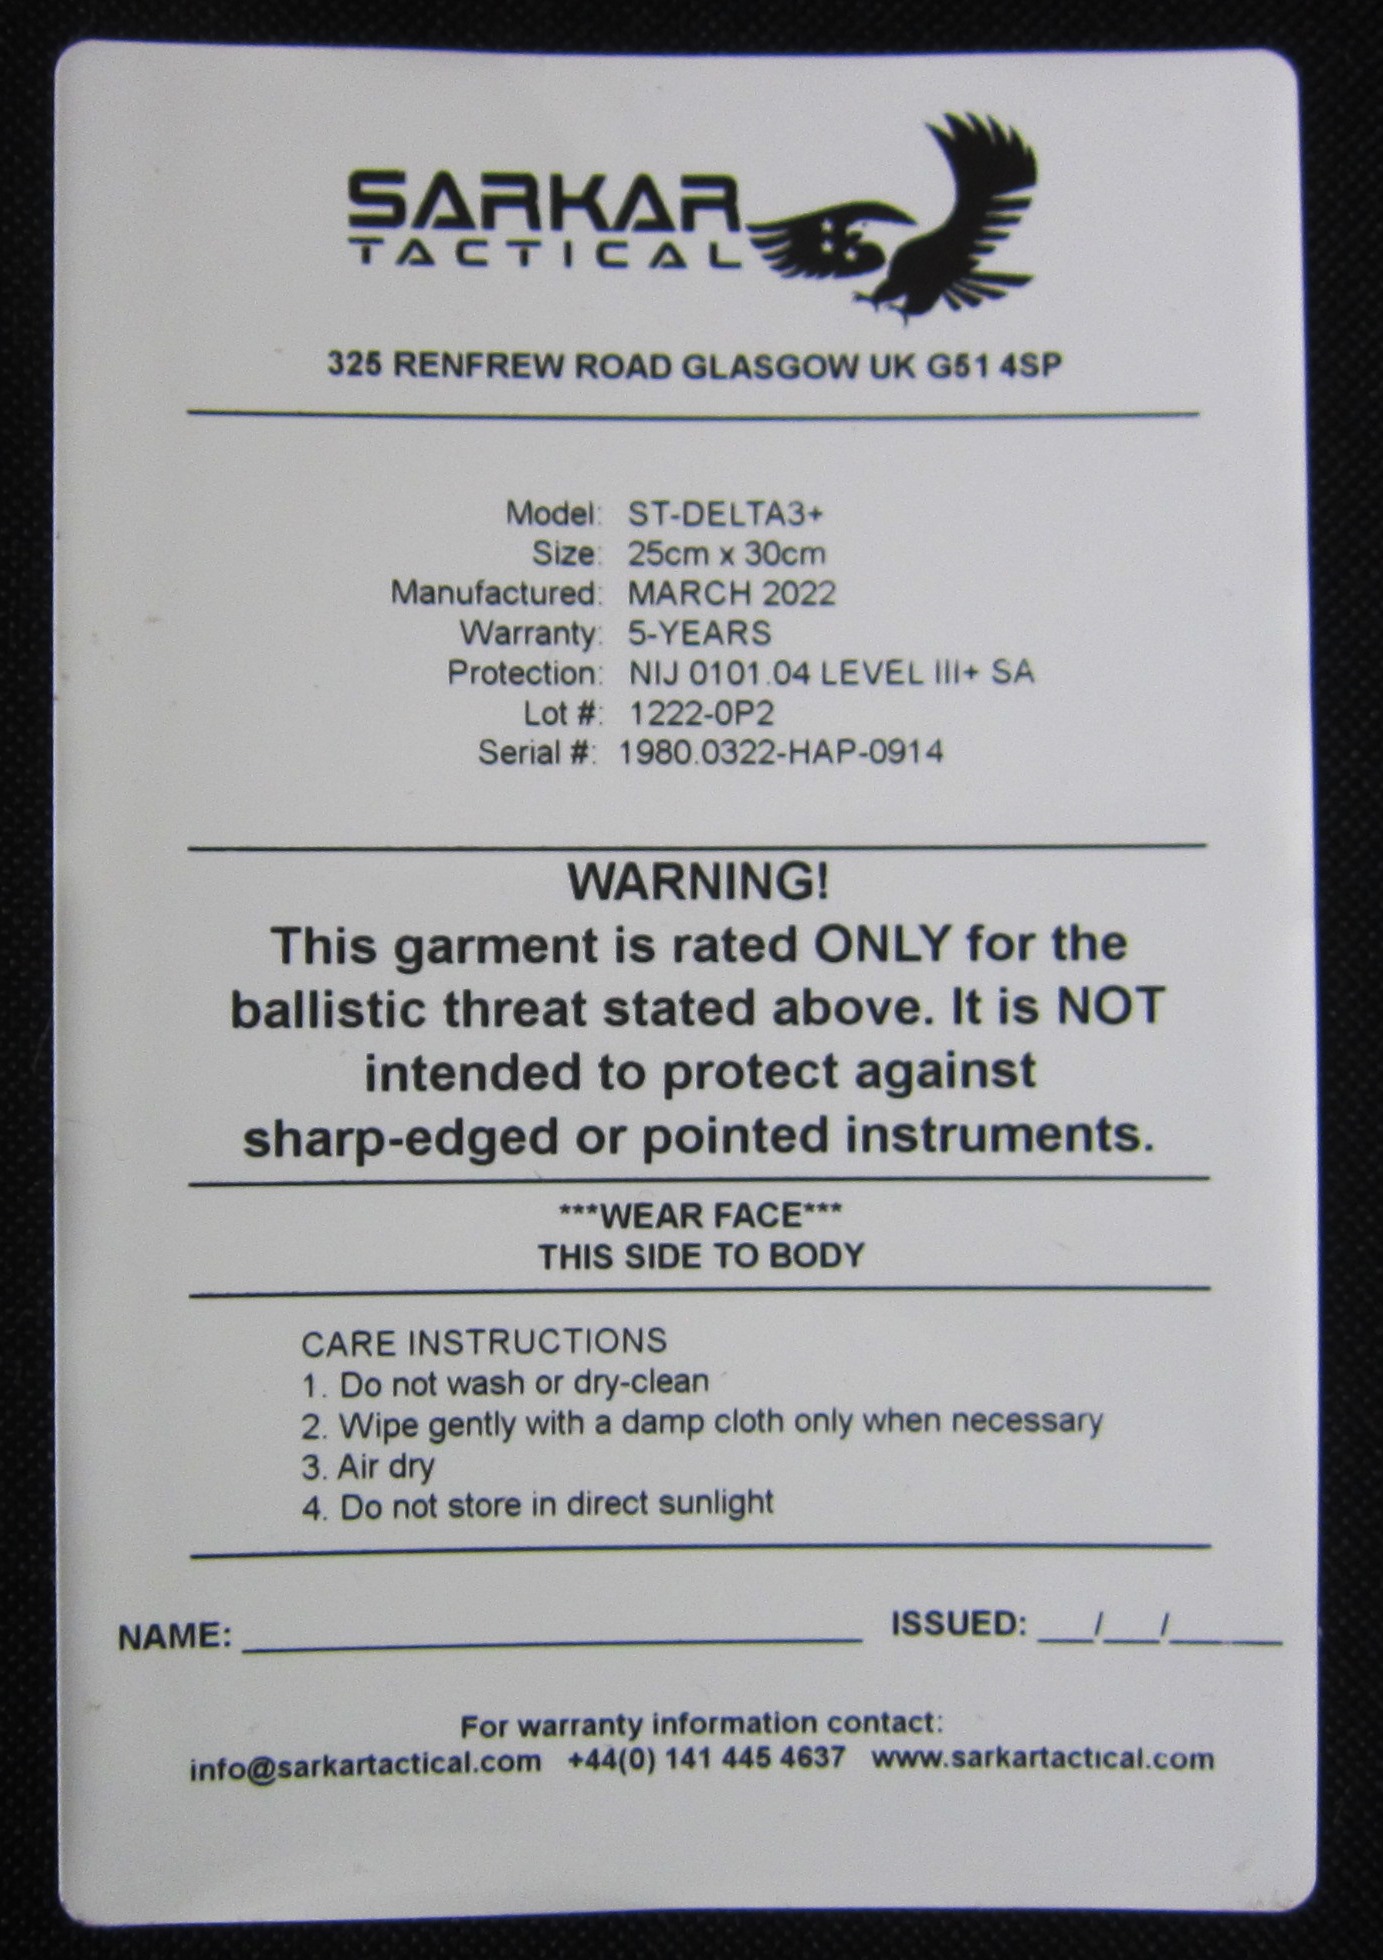 SARKAR
TACTICAL
325 RENFREW ROAD GLASGOW UK G51 4SP
Model: ST-DELTA3+
Size: 25cm x 30cm
Manufactured: MARCH 2022
Warranty: 5-YEARS
Protection: NIJ 0101.04 LEVEL III+ SA
Lot #: 1222-0P2
Serial #: 1980.0322-HAP-0914
WARNING!
This garment is rated ONLY for the
ballistic threat stated above. It is NOT
intended to protect against
sharp-edged or pointed instruments.
***WEAR FACE***
THIS SIDE TO BODY
CARE INSTRUCTIONS
1. Do not wash or dry-clean
2. Wipe gently with a damp cloth only when necessary
3. Air dry
4. Do not store in direct sunlight
NAME: ____________________ ISSUED: ___/___/______
For warranty information contact:
info@sarkartactical.com +44(0) 141 445 4637 www.sarkartactical.com